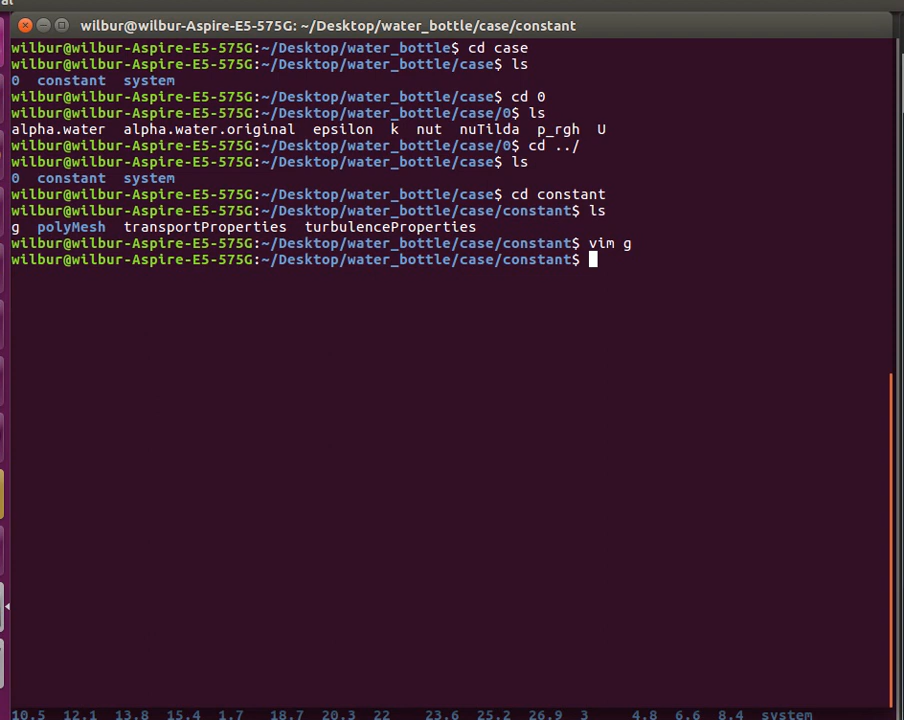 al
wilbur@wilbur-Aspire-E5-575G: ~/Desktop/water_bottle/case/constant
wilbur@wilbur-Aspire-E5-575G:~/Desktop/water_bottle$ cd case
wilbur@wilbur-Aspire-E5-575G:~/Desktop/water_bottle/case$ ls
0 constant system
wilbur@wilbur-Aspire-E5-575G:~/Desktop/water_bottle/case$ cd 0
wilbur@wilbur-Aspire-E5-575G:~/Desktop/water_bottle/case/0$ ls
alpha.water alpha.water.original epsilon k nut nuTilda p_rgh U
wilbur@wilbur-Aspire-E5-575G:~/Desktop/water_bottle/case/0$ cd ../
wilbur@wilbur-Aspire-E5-575G:~/Desktop/water_bottle/case$ ls
0 constant system
wilbur@wilbur-Aspire-E5-575G:~/Desktop/water_bottle/case$ cd constant
wilbur@wilbur-Aspire-E5-575G:~/Desktop/water_bottle/case/constant$ ls
g polyMesh transportProperties turbulenceProperties
wilbur@wilbur-Aspire-E5-575G:~/Desktop/water_bottle/case/constant$ vim g
wilbur@wilbur-Aspire-E5-575G:~/Desktop/water_bottle/case/constant$
10.5 12.1 13.8 15.4 1.7 18.7 20.3 22 23.6 25.2 26.9 3 4.8 6.6 8.4 system